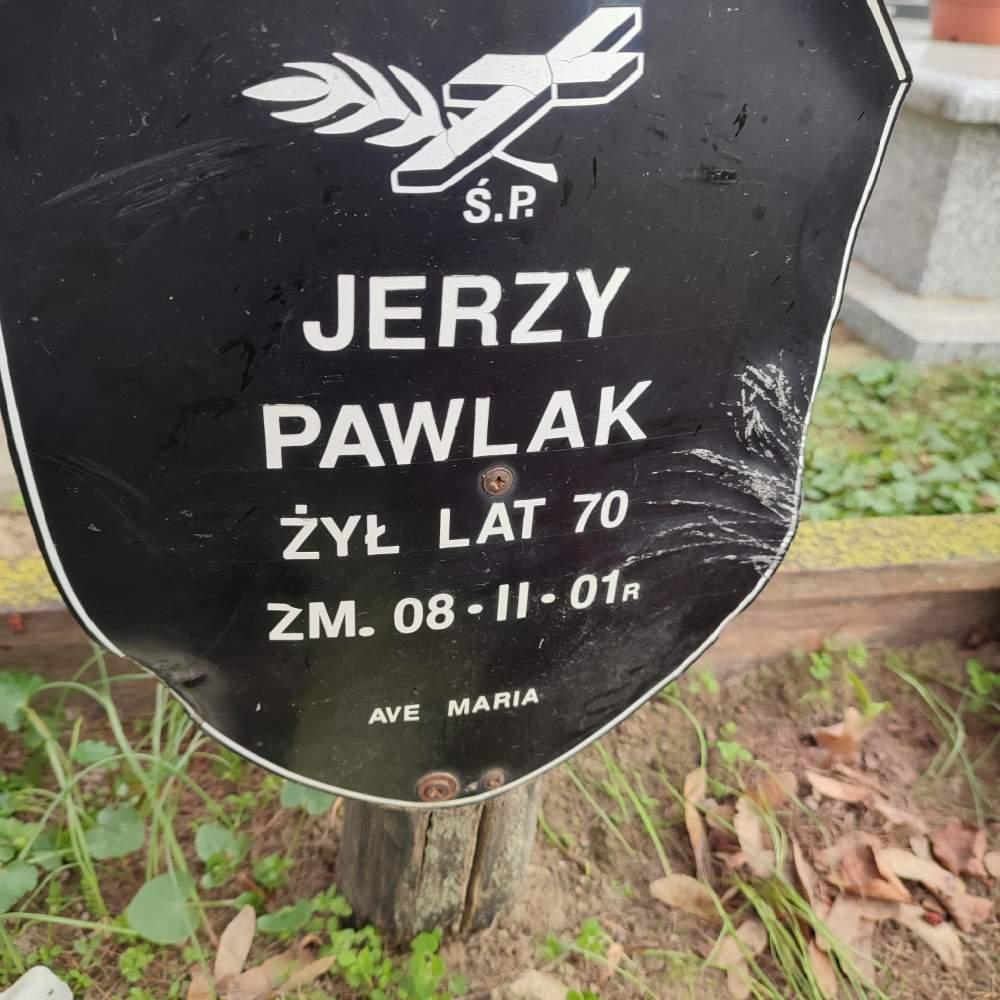 Ś.P.
JERZY
PAWLAK
ŻYŁ LAT 70
ZM. 08-II-01R
AVE MARIA